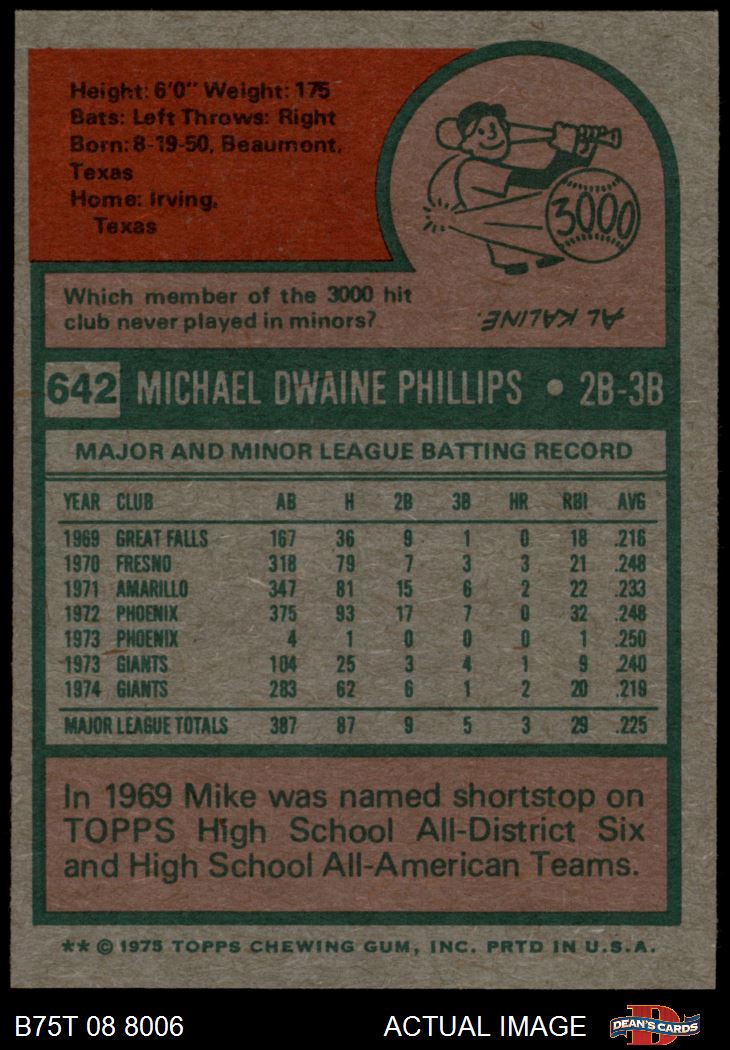 Height: 6'0" Weight: 175
Bats: Left Throws: Right
Born: 8-19-50, Beaumont,
Texas
Home: Irving,
Texas
3000
Which member of the 3000 hit
club never played in minors?
AL KALINE.
642 MICHAEL DWAINE PHILLIPS • 2B-3B
MAJOR AND MINOR LEAGUE BATTING RECORD
YEAR CLUB AB H 2B 3B HR RBI AVG
1969 GREAT FALLS 167 36 9 1 0 18 .216
1970 FRESNO 318 79 7 3 3 21 .248
1971 AMARILLO 347 81 15 6 2 22 .233
1972 PHOENIX 375 93 17 7 0 32 .248
1973 PHOENIX 4 1 0 0 0 1 .250
1973 GIANTS 104 25 3 4 1 9 .240
1974 GIANTS 283 62 6 1 2 20 .219
MAJOR LEAGUE TOTALS 387 87 9 5 3 29 .225
In 1969 Mike was named shortstop on
TOPPS High School All-District Six
and High School All-American Teams.
** © 1975 TOPPS CHEWING GUM, INC. PRTD IN U.S.A.
B75T 08 8006 ACTUAL IMAGE DEAN'S CARDS